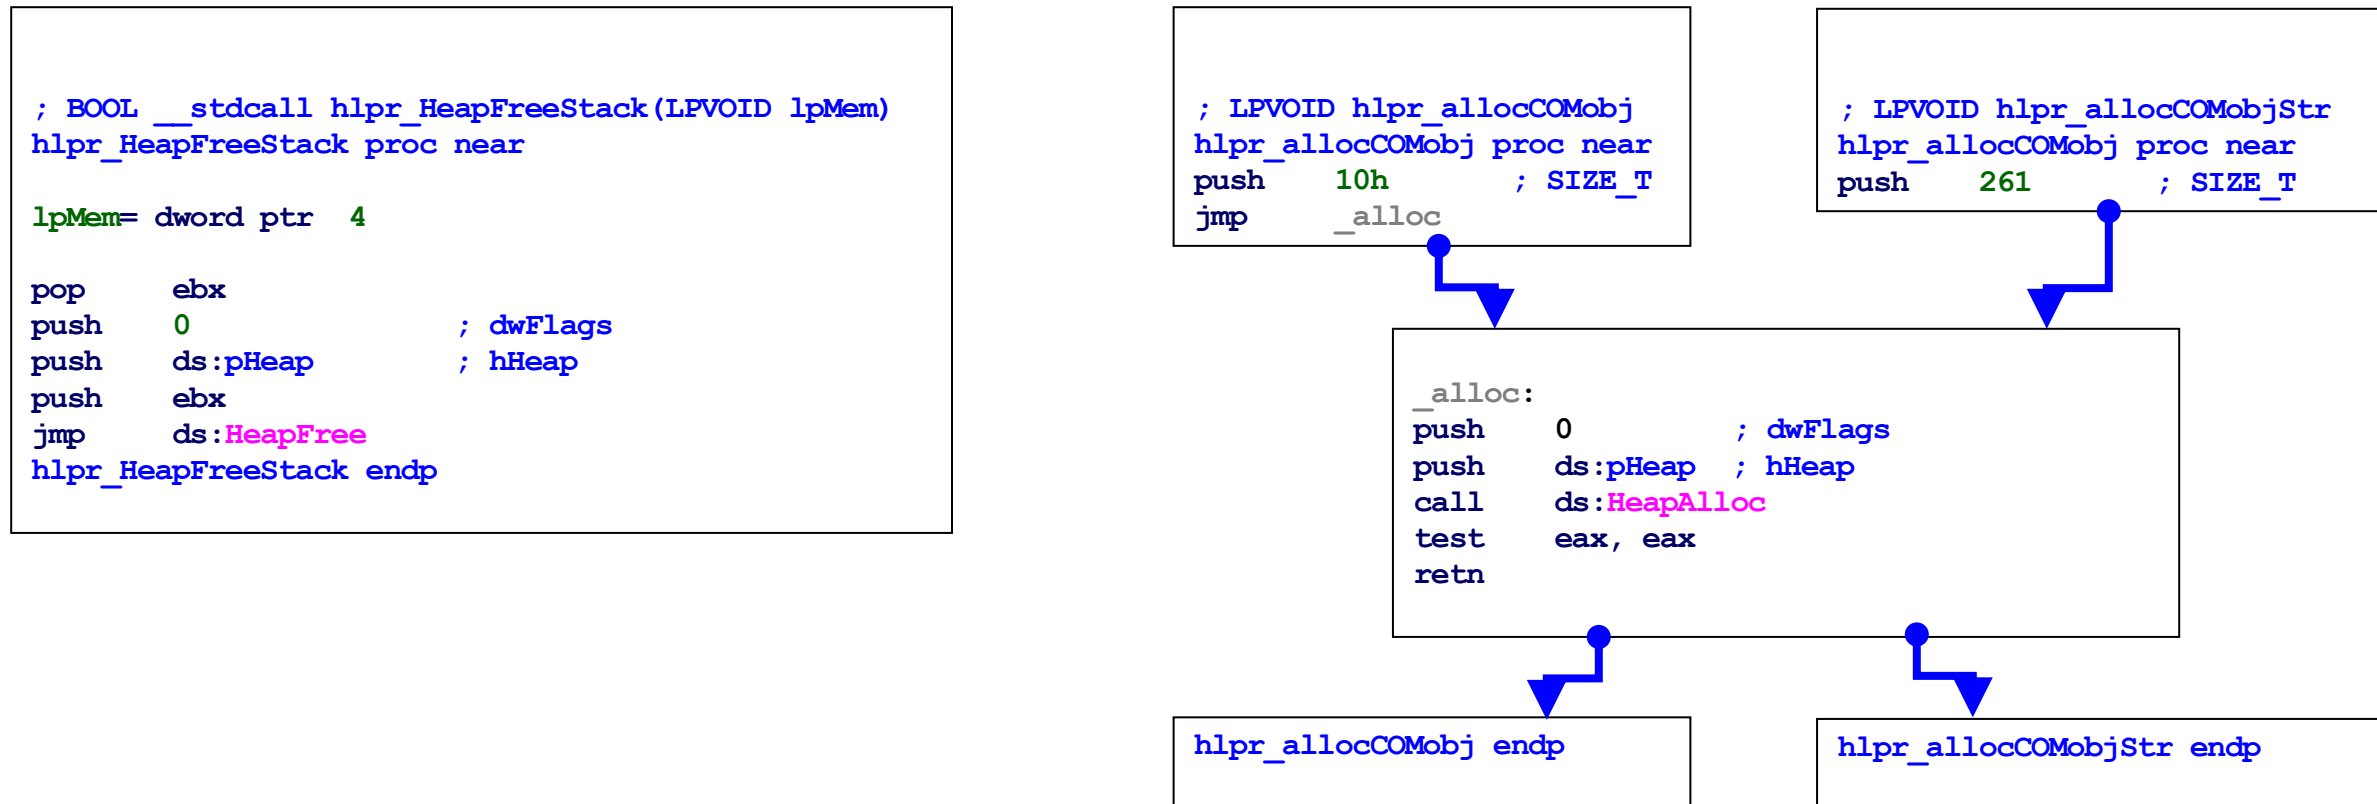 ; BOOL __stdcall hlpr_HeapFreeStack(LPVOID lpMem)
hlpr_HeapFreeStack proc near
lpMem= dword ptr 4
pop ebx
push 0 ; dwFlags
push ds:pHeap ; hHeap
push ebx
jmp ds:HeapFree
hlpr_HeapFreeStack endp
; LPVOID hlpr_allocCOMobj
hlpr_allocCOMobj proc near
push 10h ; SIZE_T
jmp _alloc
; LPVOID hlpr_allocCOMobjStr
hlpr_allocCOMobj proc near
push 261 ; SIZE_T
_alloc:
push 0 ; dwFlags
push ds:pHeap ; hHeap
call ds:HeapAlloc
test eax, eax
retn
hlpr_allocCOMobj endp
hlpr_allocCOMobjStr endp